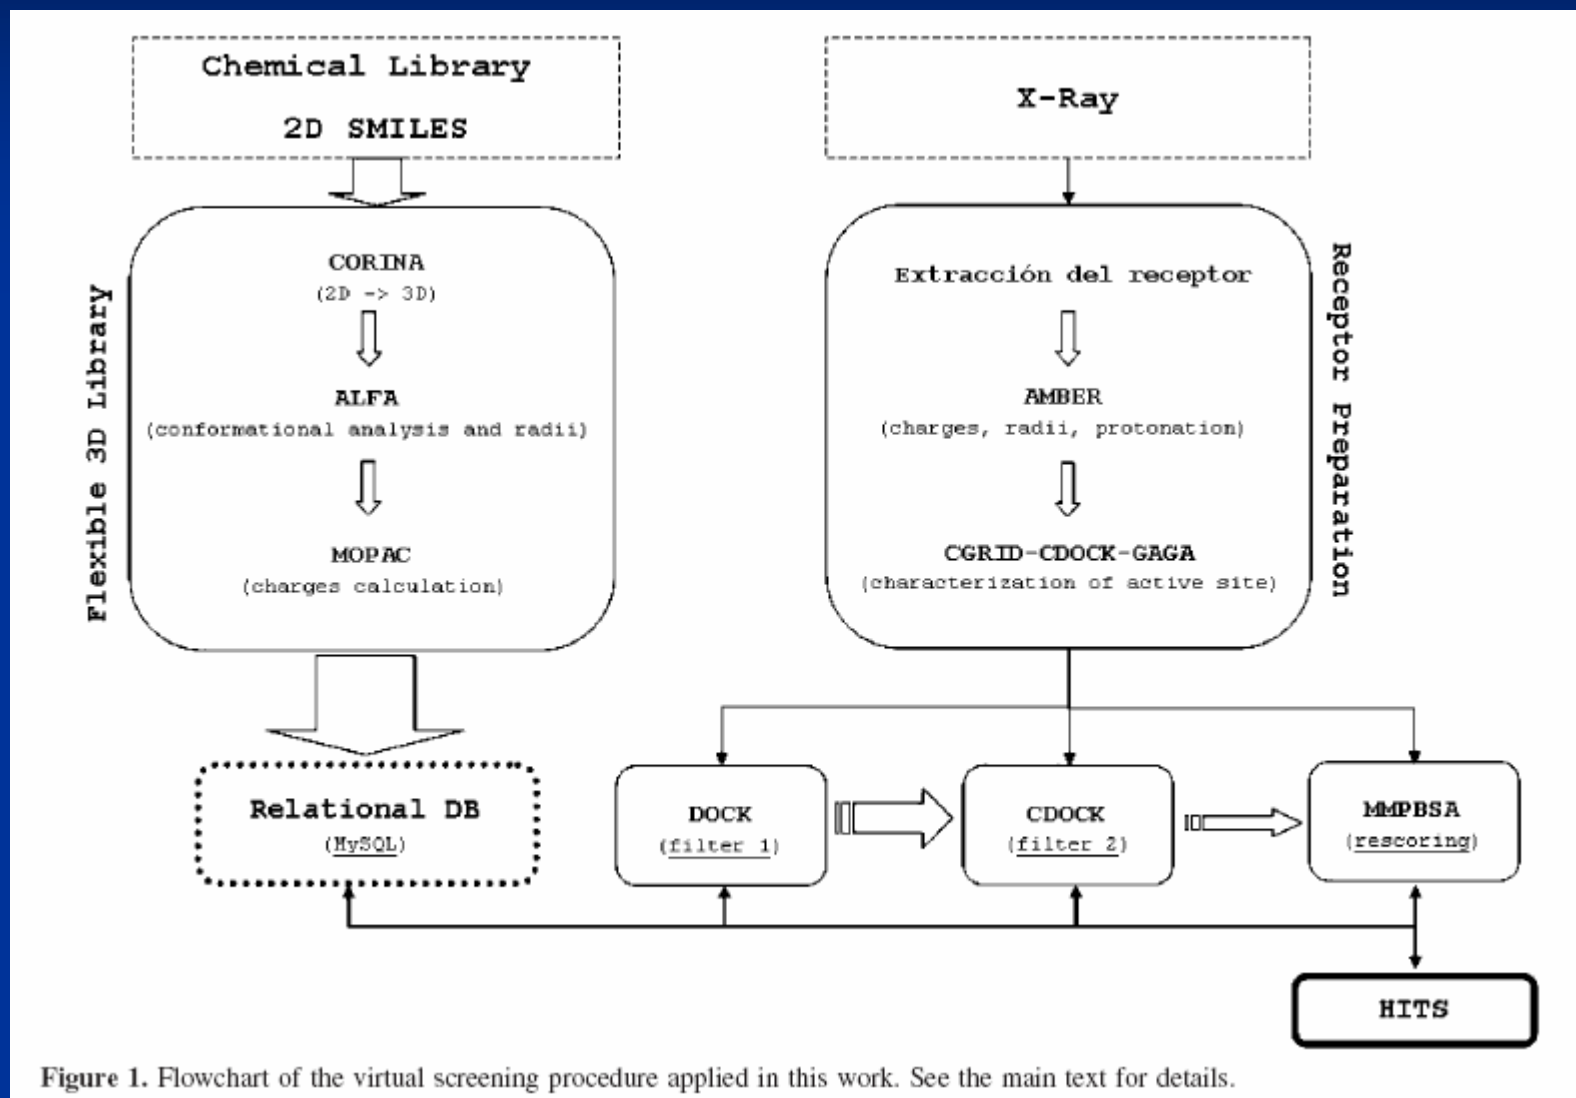 Chemical Library
2D SMILES
X-Ray
Flexible 3D Library
CORINA
(2D -> 3D)
ALFA
(conformational analysis and radii)
MOPAC
(charges calculation)
Extracción del receptor
AMBER
(charges, radii, protonation)
CGRID-CDOCK-GAGA
(characterization of active site)
Receptor Preparation
Relational DB
(MySQL)
DOCK
(filter 1)
CDOCK
(filter 2)
MMPBSA
(rescoring)
HITS
Figure 1. Flowchart of the virtual screening procedure applied in this work. See the main text for details.